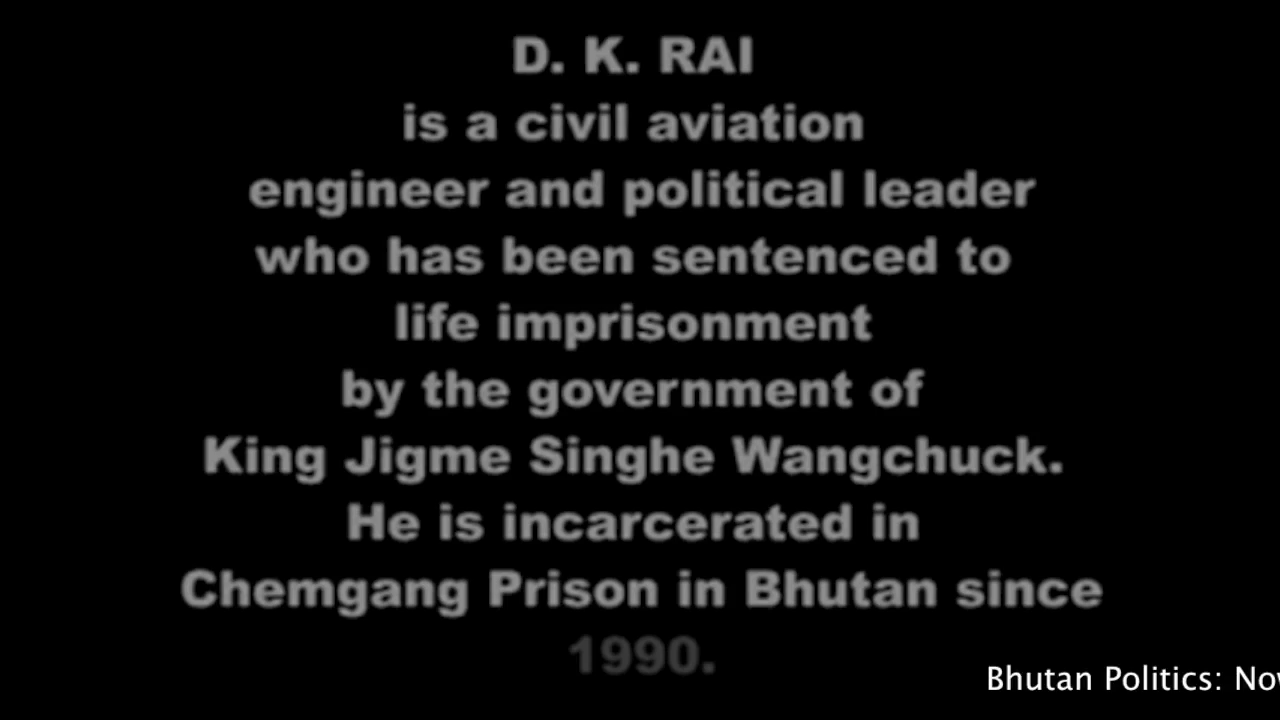 D. K. RAI
is a civil aviation
engineer and political leader
who has been sentenced to
life imprisonment
by the government of
King Jigme Singhe Wangchuck.
He is incarcerated in
Chemgang Prison in Bhutan since
1990.
Bhutan Politics: